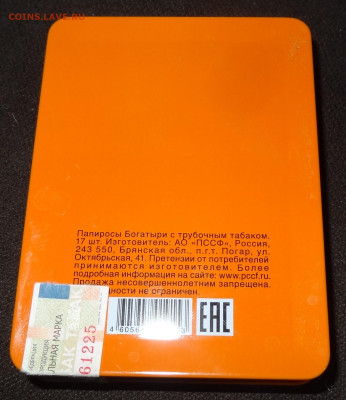 COINS.LAVE.RU
Папиросы Богатыри с трубочным табаком.
17 шт. Изготовитель: АО «ПССФ», Россия,
243 550, Брянская обл., п.г.т. Погар, ул.
Октябрьская, 41. Претензии от потребителей
принимаются изготовителем. Более
подробная информация на сайте: www.pccf.ru.
Продажа несовершеннолетним запрещена.
не ограничен.
EAC
ЛЬНАЯ МАРКА
61225